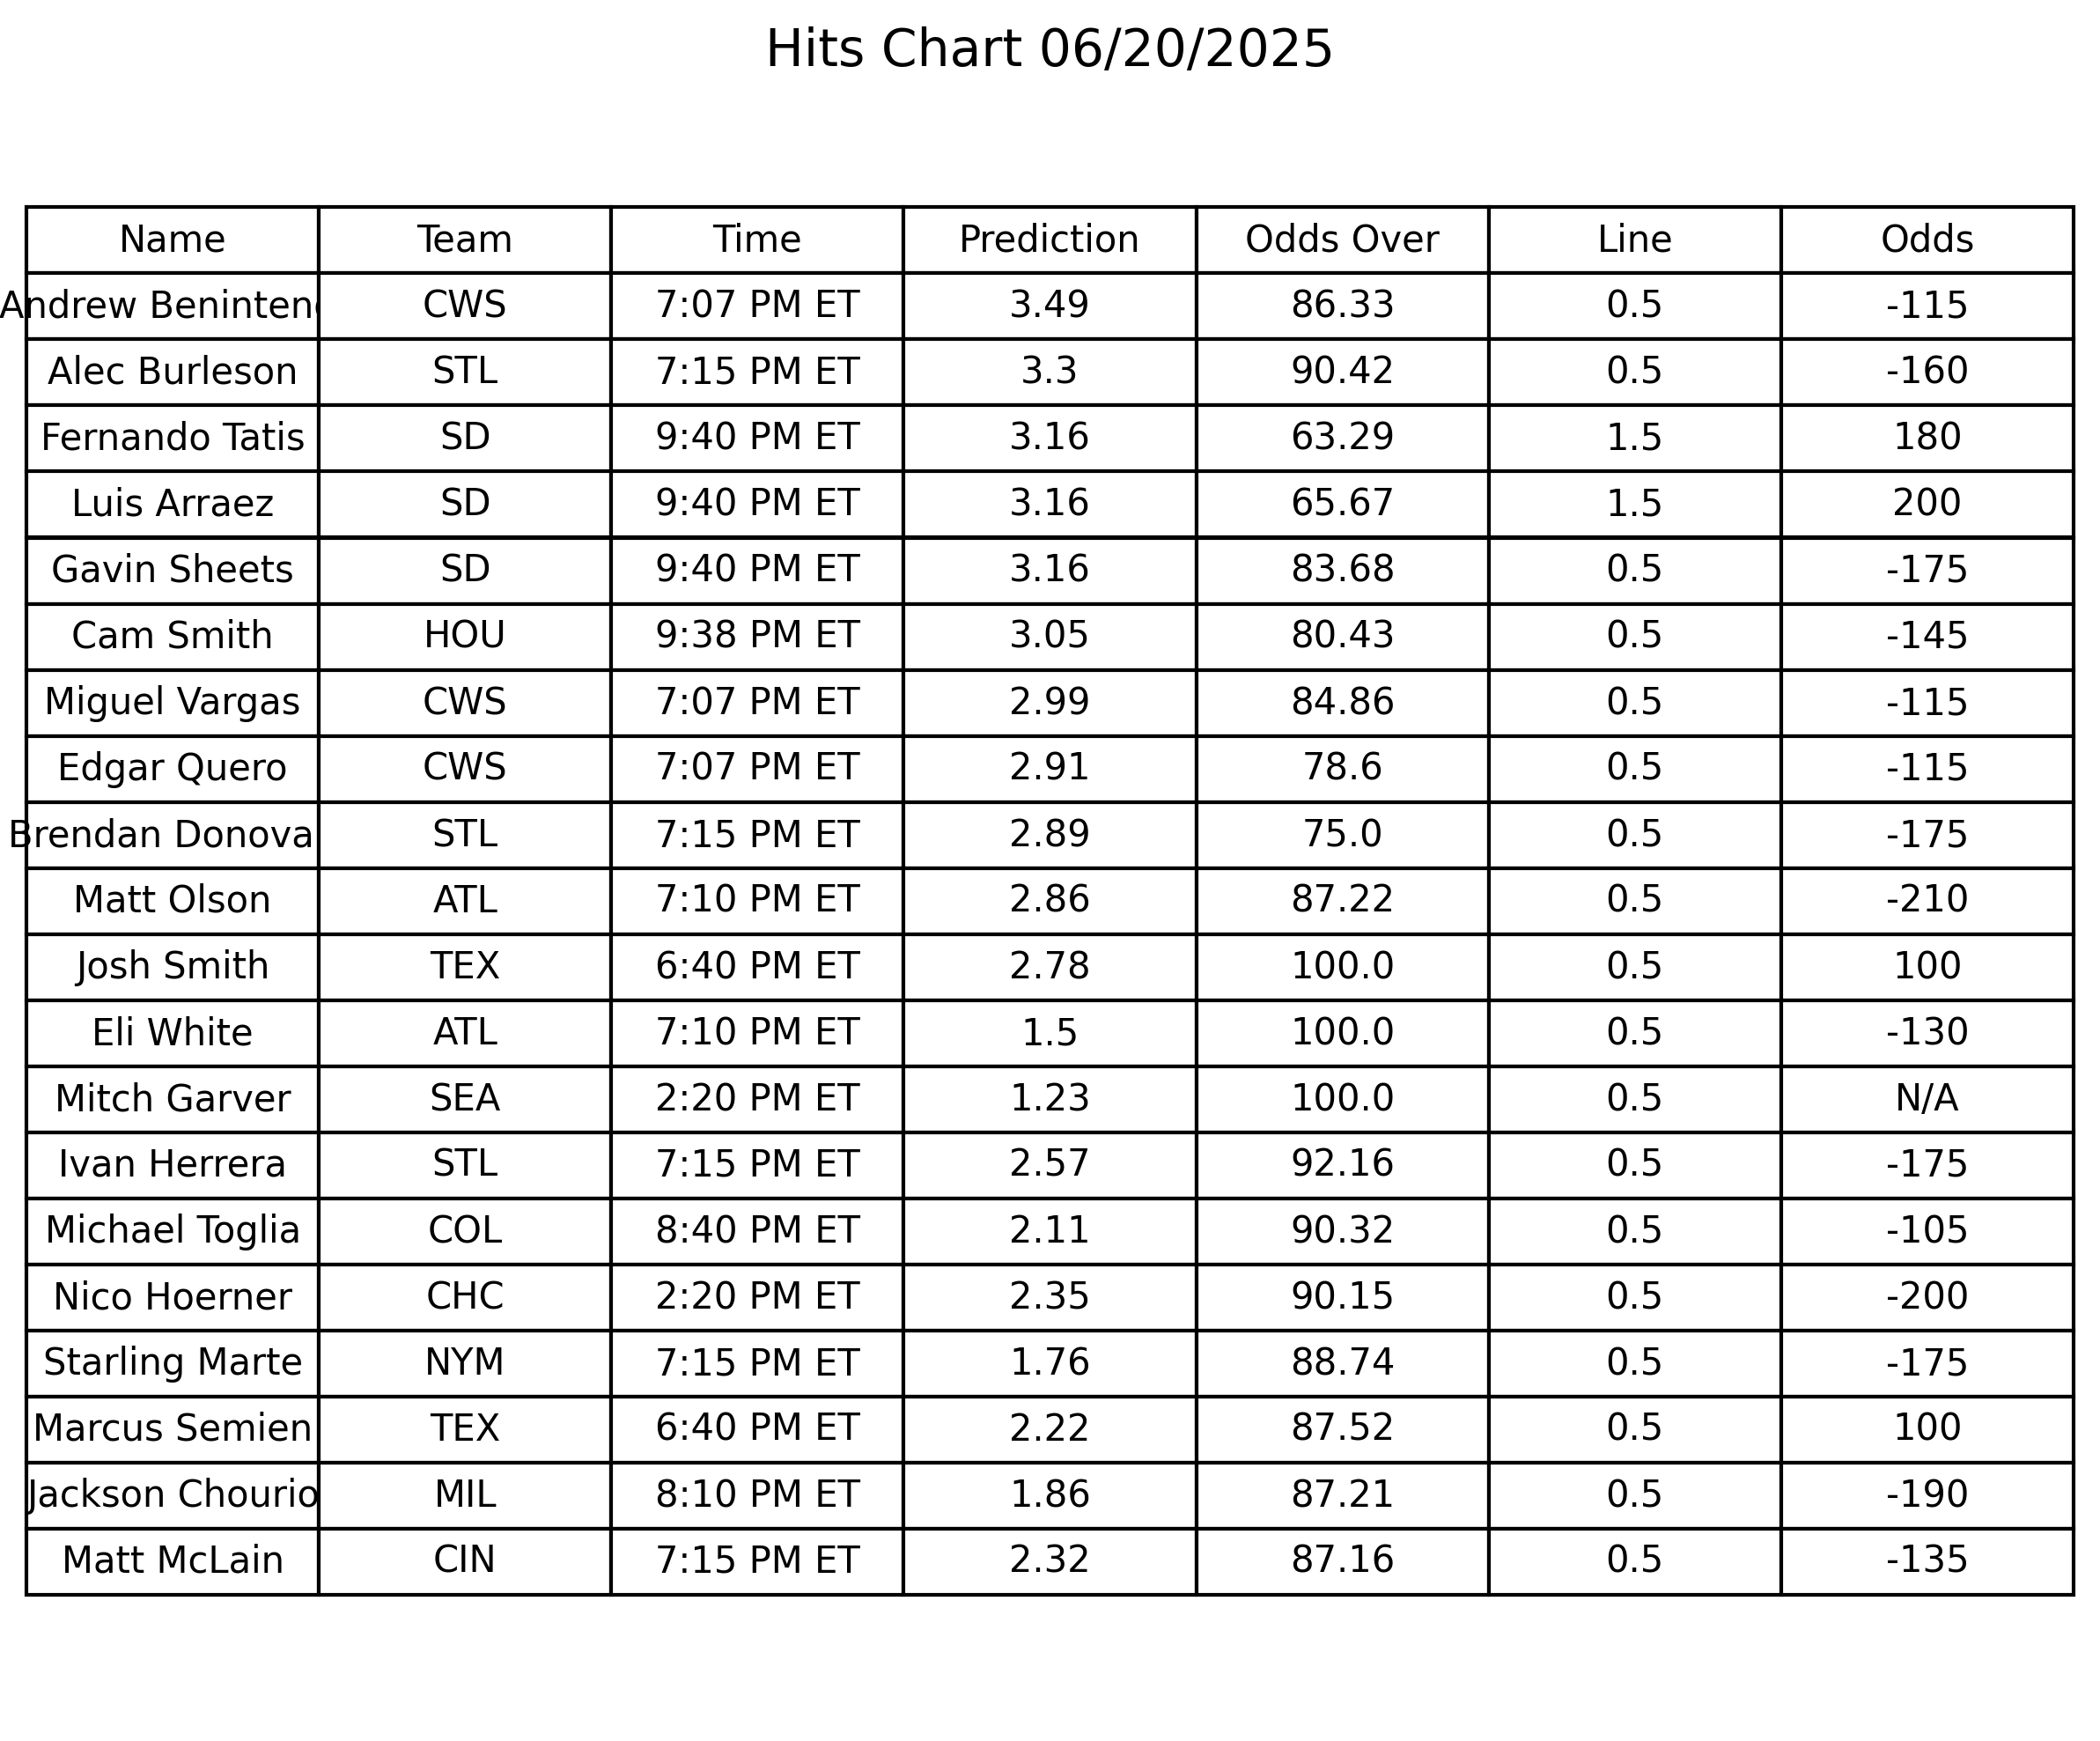 Hits Chart 06/20/2025
Name Team Time Prediction Odds Over Line Odds
Andrew Beninten CWS 7:07 PM ET 3.49 86.33 0.5 -115
Alec Burleson STL 7:15 PM ET 3.3 90.42 0.5 -160
Fernando Tatis SD 9:40 PM ET 3.16 63.29 1.5 180
Luis Arraez SD 9:40 PM ET 3.16 65.67 1.5 200
Gavin Sheets SD 9:40 PM ET 3.16 83.68 0.5 -175
Cam Smith HOU 9:38 PM ET 3.05 80.43 0.5 -145
Miguel Vargas CWS 7:07 PM ET 2.99 84.86 0.5 -115
Edgar Quero CWS 7:07 PM ET 2.91 78.6 0.5 -115
Brendan Donova STL 7:15 PM ET 2.89 75.0 0.5 -175
Matt Olson ATL 7:10 PM ET 2.86 87.22 0.5 -210
Josh Smith TEX 6:40 PM ET 2.78 100.0 0.5 100
Eli White ATL 7:10 PM ET 1.5 100.0 0.5 -130
Mitch Garver SEA 2:20 PM ET 1.23 100.0 0.5 N/A
Ivan Herrera STL 7:15 PM ET 2.57 92.16 0.5 -175
Michael Toglia COL 8:40 PM ET 2.11 90.32 0.5 -105
Nico Hoerner CHC 2:20 PM ET 2.35 90.15 0.5 -200
Starling Marte NYM 7:15 PM ET 1.76 88.74 0.5 -175
Marcus Semien TEX 6:40 PM ET 2.22 87.52 0.5 100
Jackson Chourio MIL 8:10 PM ET 1.86 87.21 0.5 -190
Matt McLain CIN 7:15 PM ET 2.32 87.16 0.5 -135